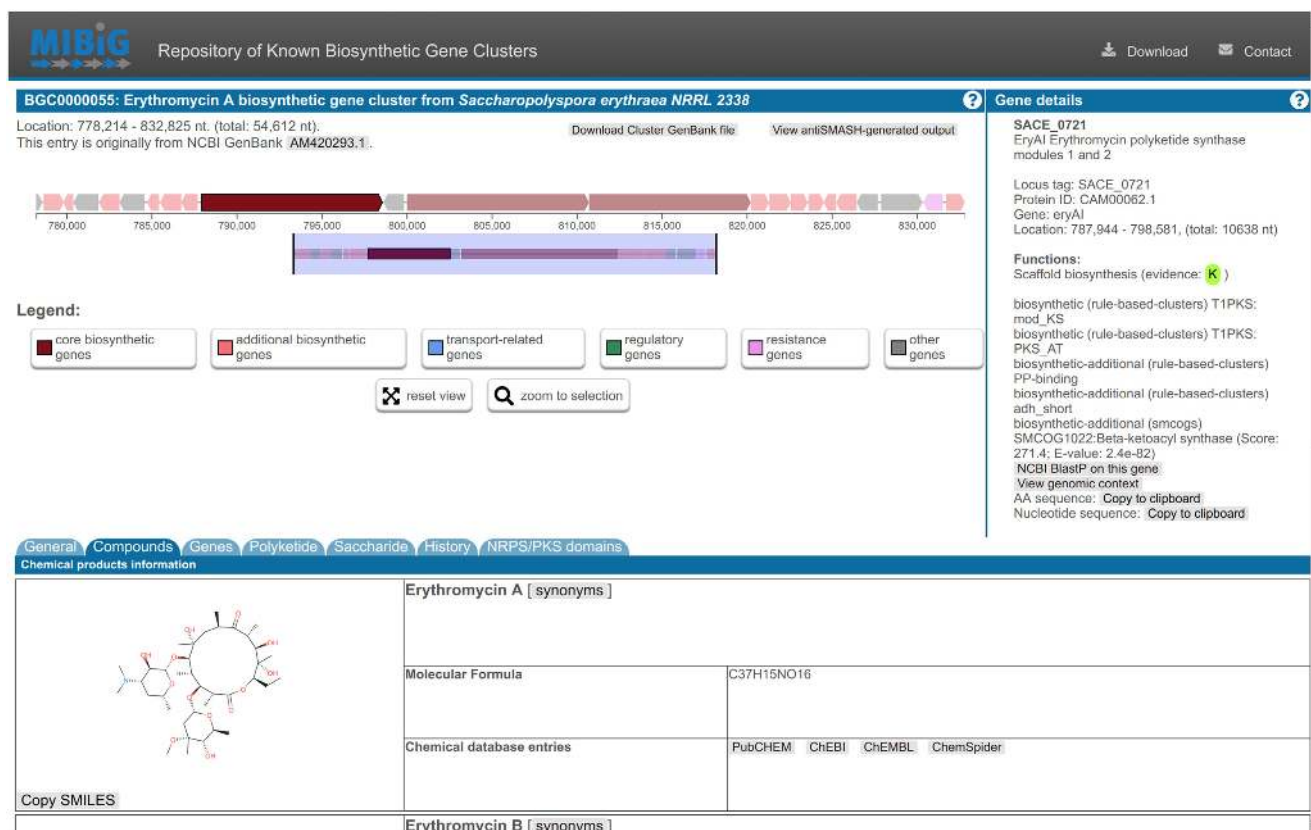 MIBiG
Repository of Known Biosynthetic Gene Clusters
Download
Contact
BGC0000055: Erythromycin A biosynthetic gene cluster from Saccharopolyspora erythraea NRRL 2338
?
Location: 778,214 - 832,825 nt. (total: 54,612 nt).
Download Cluster GenBank file
View antiSMASH-generated output
This entry is originally from NCBI GenBank AM420293.1.
780,000 785,000 790,000 795,000 800,000 805,000 810,000 815,000 820,000 825,000 830,000
Legend:
core biosynthetic
genes
additional biosynthetic
genes
transport-related
genes
regulatory
genes
resistance
genes
other
genes
reset view
zoom to selection
Gene details
?
SACE_0721
EryAI Erythromycin polyketide synthase
modules 1 and 2
Locus tag: SACE_0721
Protein ID: CAM00062.1
Gene: eryAI
Location: 787,944 - 798,581, (total: 10638 nt)
Functions:
Scaffold biosynthesis (evidence: K )
biosynthetic (rule-based-clusters) T1PKS:
mod_KS
biosynthetic (rule-based-clusters) T1PKS:
PKS_AT
biosynthetic-additional (rule-based-clusters)
PP-binding
biosynthetic-additional (rule-based-clusters)
adh_short
biosynthetic-additional (smcogs)
SMCOG1022:Beta-ketoacyl synthase (Score:
271.4; E-value: 2.4e-82)
NCBI BlastP on this gene
View genomic context
AA sequence: Copy to clipboard
Nucleotide sequence: Copy to clipboard
General Compounds Genes Polyketide Saccharide History NRPS/PKS domains
Chemical products information
Erythromycin A [ synonyms ]
Molecular Formula
C37H15NO16
Chemical database entries
PubCHEM ChEBI ChEMBL ChemSpider
Copy SMILES
Erythromycin B [ synonyms ]